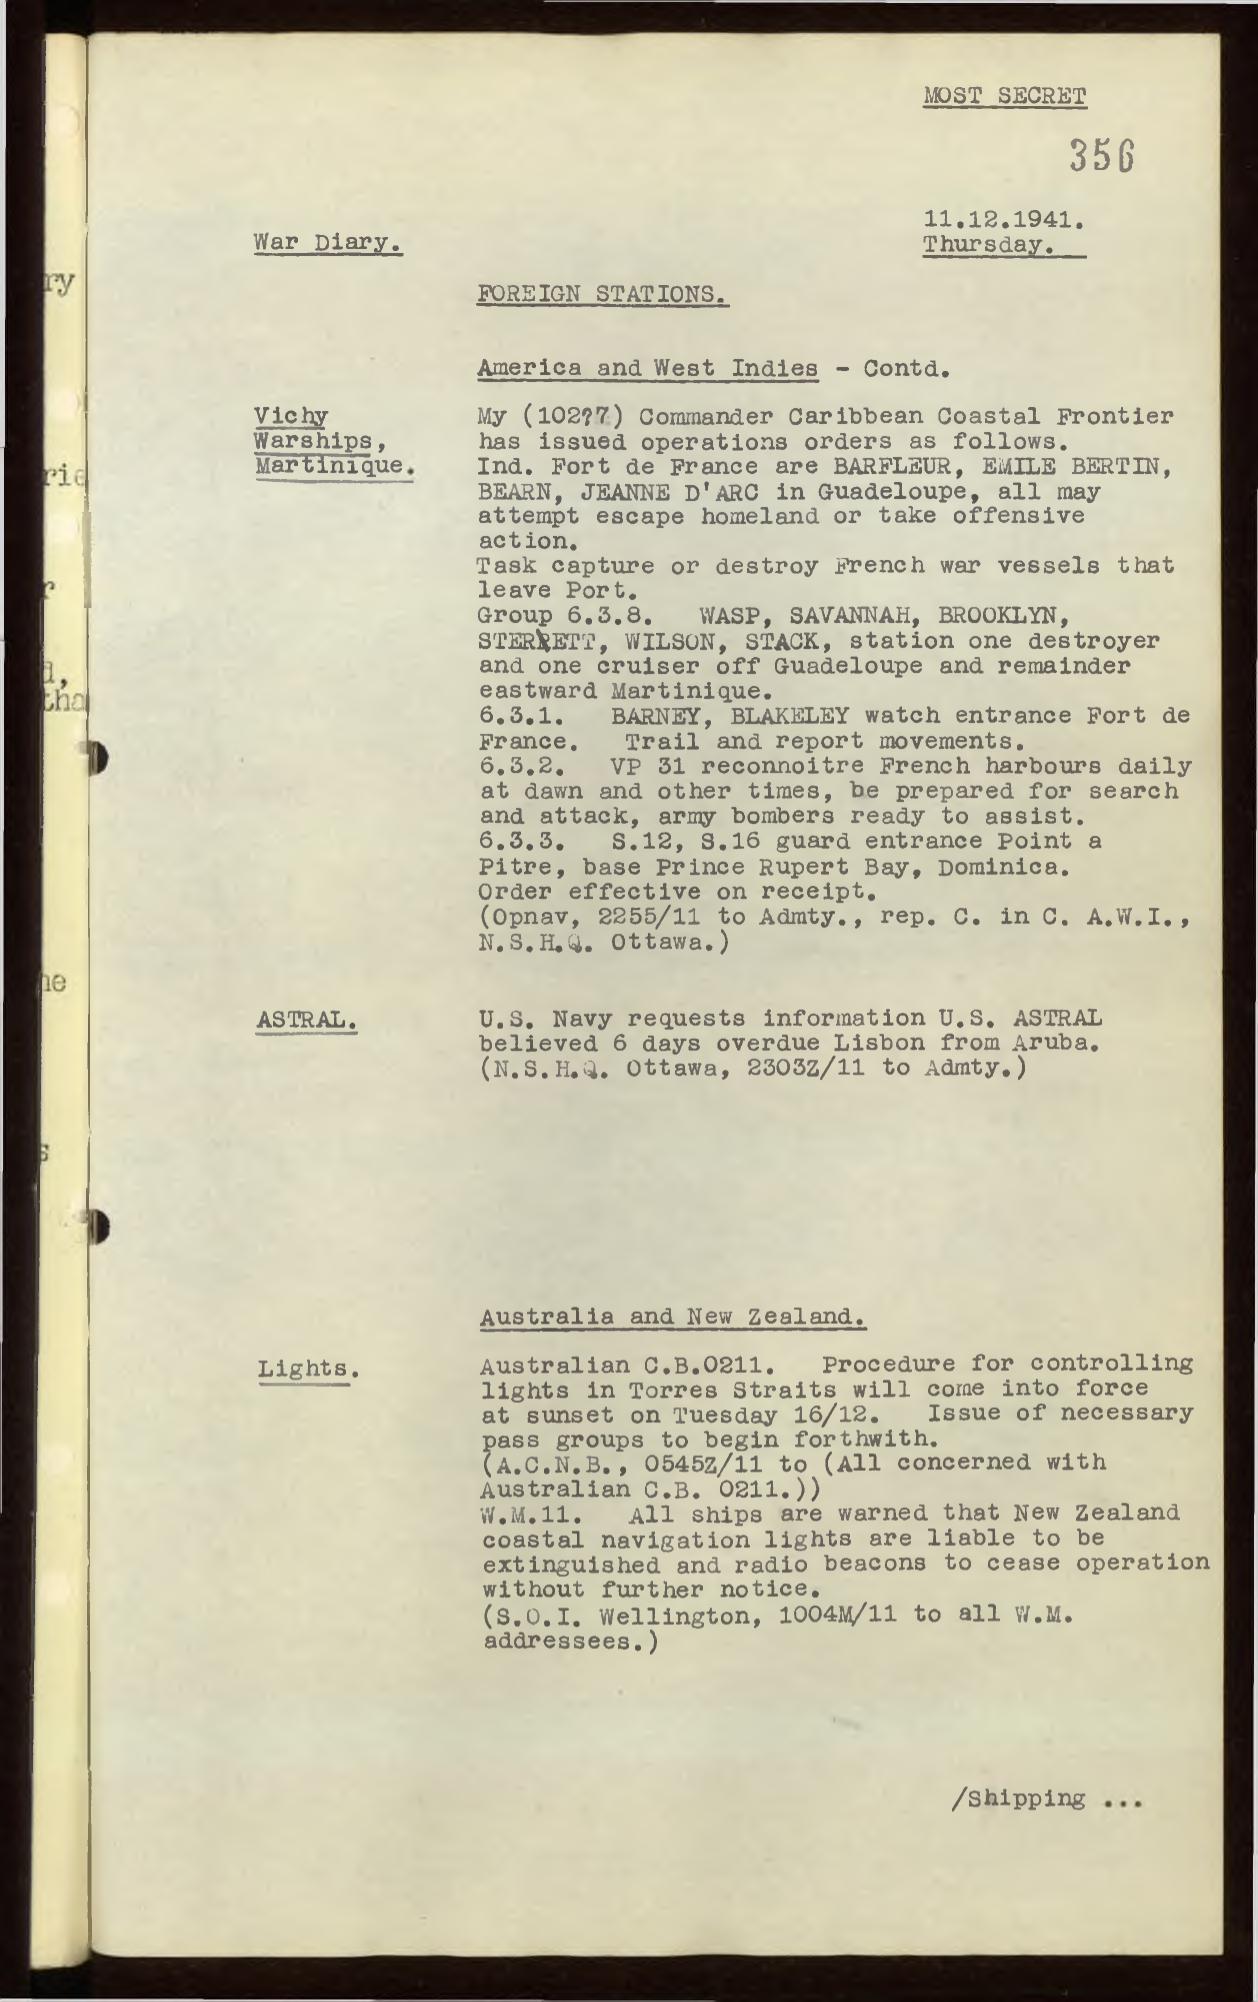 MOST SECRET
356
11.12.1941.
War Diary.
Thursday.
FOREIGN STATIONS.
America and West Indies - Contd.
Vichy
Warships,
Martinique.
My (102?7) Commander Caribbean Coastal Frontier
has issued operations orders as follows.
Ind. Fort de France are BARFLEUR, EMILE BERTIN,
BEARN, JEANNE D'ARC in Guadeloupe, all may
attempt escape homeland or take offensive
action.
Task capture or destroy French war vessels that
leave Port.
Group 6.3.8. WASP, SAVANNAH, BROOKLYN,
STERRETT, WILSON, STACK, station one destroyer
and one cruiser off Guadeloupe and remainder
eastward Martinique.
6.3.1. BARNEY, BLAKELEY watch entrance Fort de
France. Trail and report movements.
6.3.2. VP 31 reconnoitre French harbours daily
at dawn and other times, be prepared for search
and attack, army bombers ready to assist.
6.3.3. S.12, S.16 guard entrance Point a
Pitre, base Prince Rupert Bay, Dominica.
Order effective on receipt.
(Opnav, 2255/11 to Admty., rep. C. in C. A.W.I.,
N.S.H.Q. Ottawa.)
ASTRAL.
U.S. Navy requests information U.S. ASTRAL
believed 6 days overdue Lisbon from Aruba.
(N.S.H.Q. Ottawa, 2303Z/11 to Admty.)
Australia and New Zealand.
Lights.
Australian C.B.0211. Procedure for controlling
lights in Torres Straits will come into force
at sunset on Tuesday 16/12. Issue of necessary
pass groups to begin forthwith.
(A.C.N.B., 0545Z/11 to (All concerned with
Australian C.B. 0211.))
W.M.11. All ships are warned that New Zealand
coastal navigation lights are liable to be
extinguished and radio beacons to cease operation
without further notice.
(S.O.I. Wellington, 1004M/11 to all W.M.
addressees.)
/Shipping ...